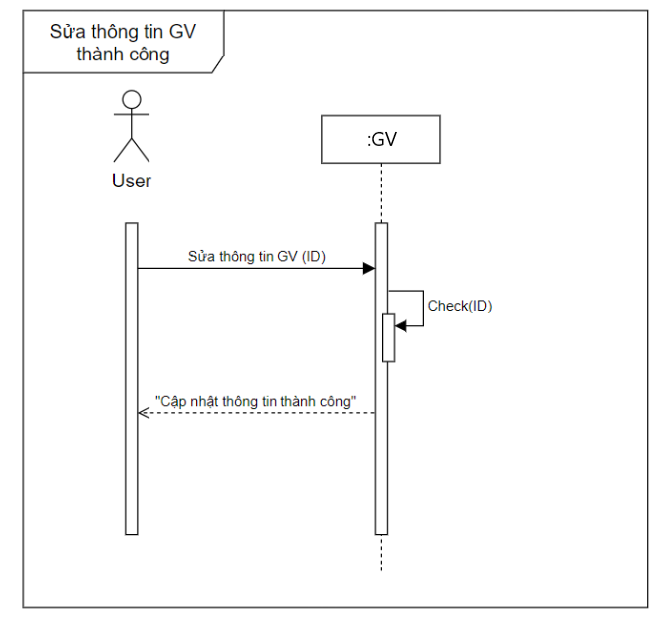 Sửa thông tin GV
thành công
:GV
User
Sửa thông tin GV (ID)
Check(ID)
"Cập nhật thông tin thành công"